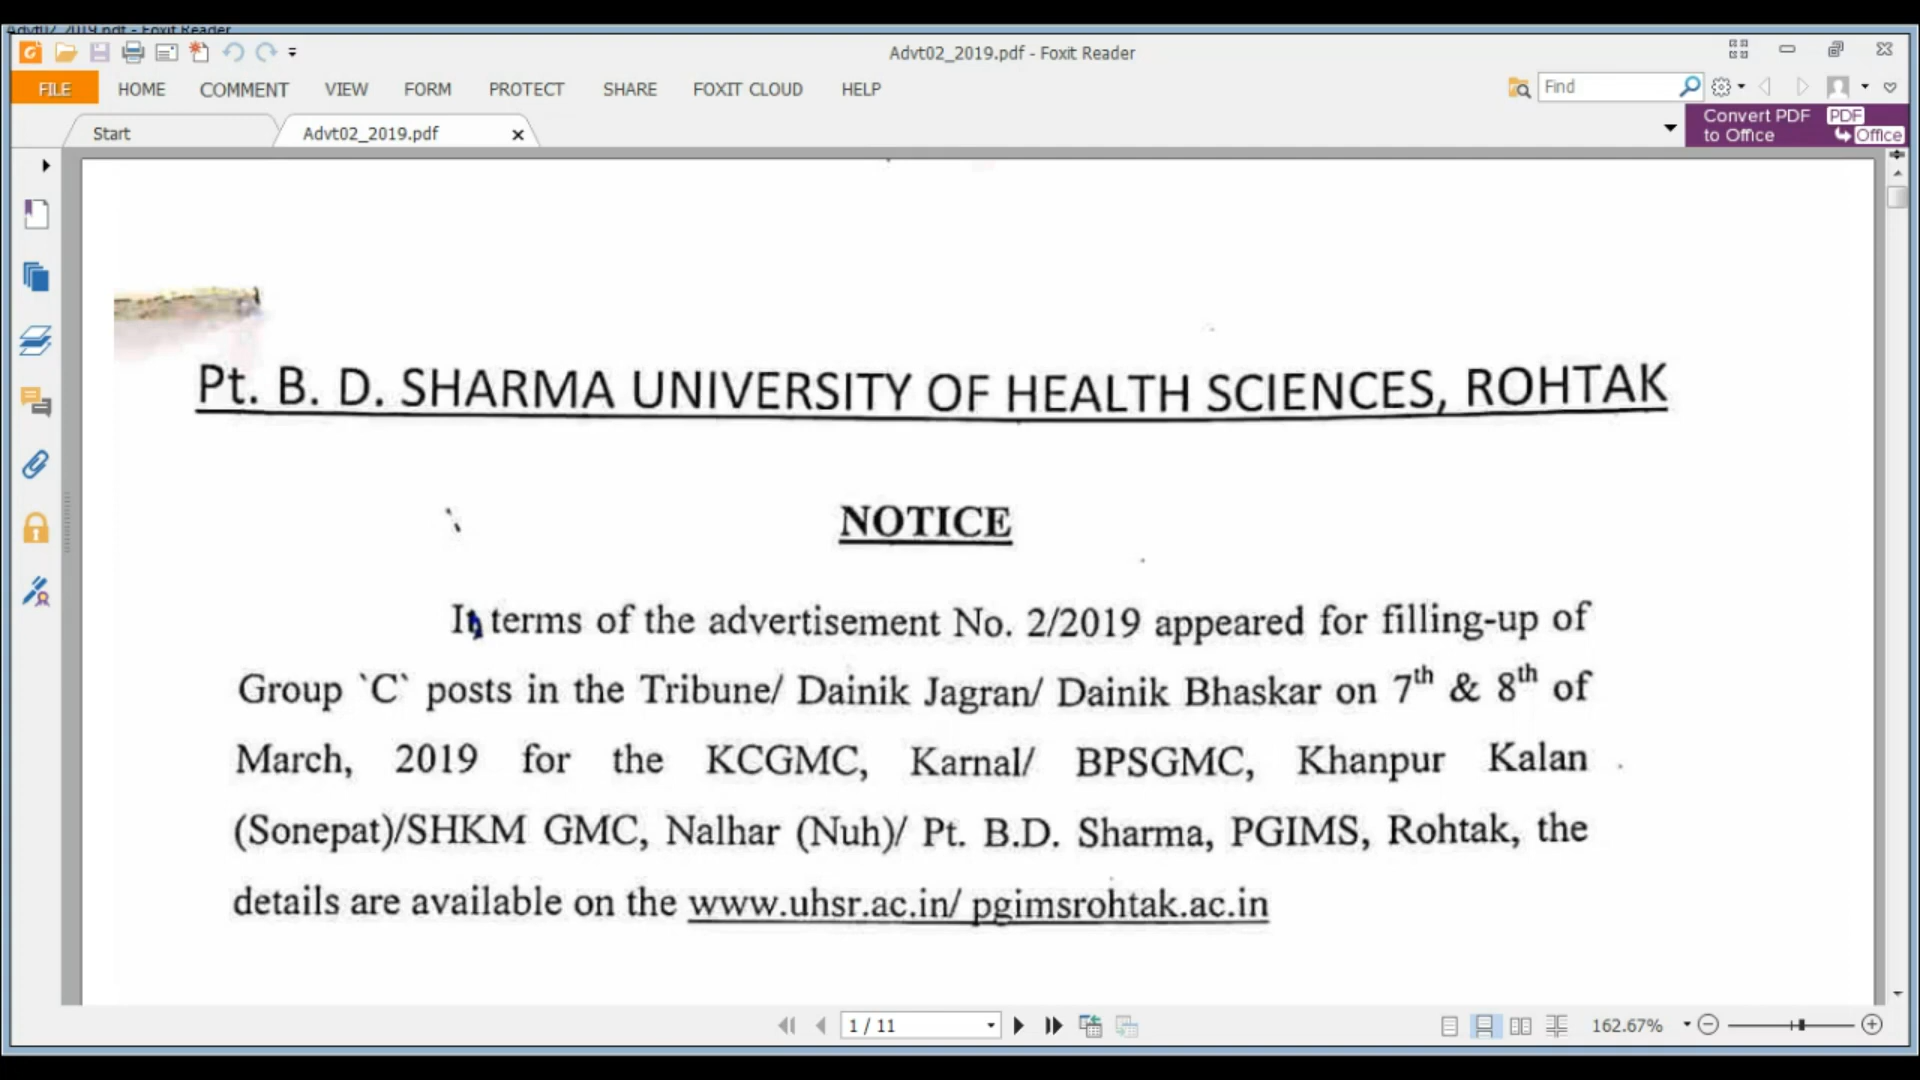 Advt02_2019.pdf - Foxit Reader
Advt02_2019.pdf - Foxit Reader
FILE HOME COMMENT VIEW FORM PROTECT SHARE FOXIT CLOUD HELP Find
Start Advt02_2019.pdf Convert PDF to Office PDF Office
Pt. B. D. SHARMA UNIVERSITY OF HEALTH SCIENCES, ROHTAK
NOTICE
In terms of the advertisement No. 2/2019 appeared for filling-up of
Group `C` posts in the Tribune/ Dainik Jagran/ Dainik Bhaskar on 7th & 8th of
March, 2019 for the KCGMC, Karnal/ BPSGMC, Khanpur Kalan
(Sonepat)/SHKM GMC, Nalhar (Nuh)/ Pt. B.D. Sharma, PGIMS, Rohtak, the
details are available on the www.uhsr.ac.in/ pgimsrohtak.ac.in
1 / 11 162.67%